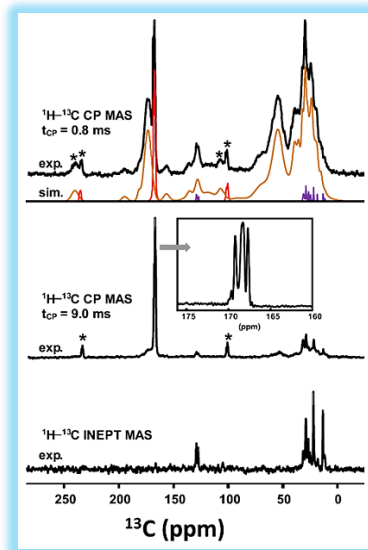 ¹H–¹³C CP MAS
t_CP = 0.8 ms
* * * *
exp.
sim.
¹H–¹³C CP MAS
t_CP = 9.0 ms
* *
exp.
175 170 165 160
(ppm)
¹H–¹³C INEPT MAS
exp.
250 200 150 100 50 0
¹³C (ppm)